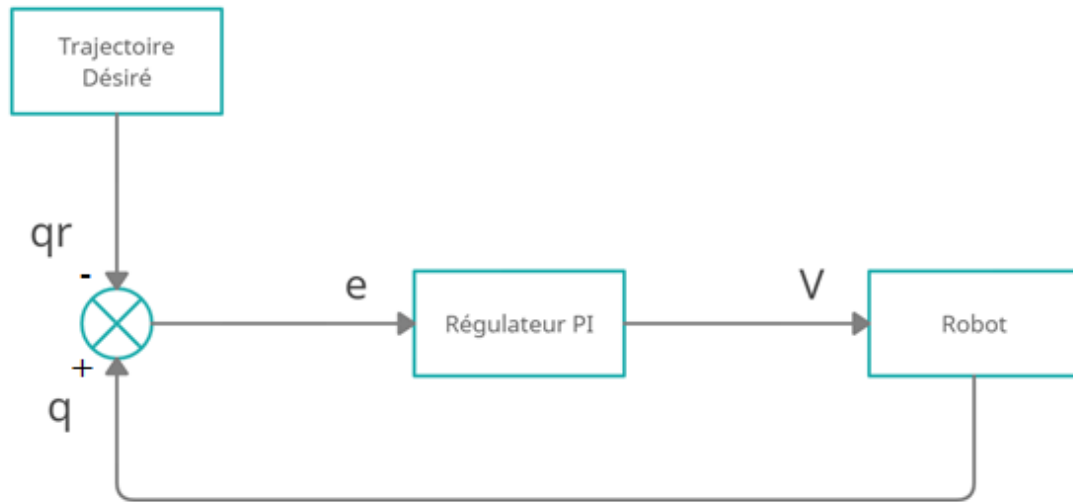 Trajectoire
Désiré
qr
-
e
Régulateur PI
V
Robot
+
q